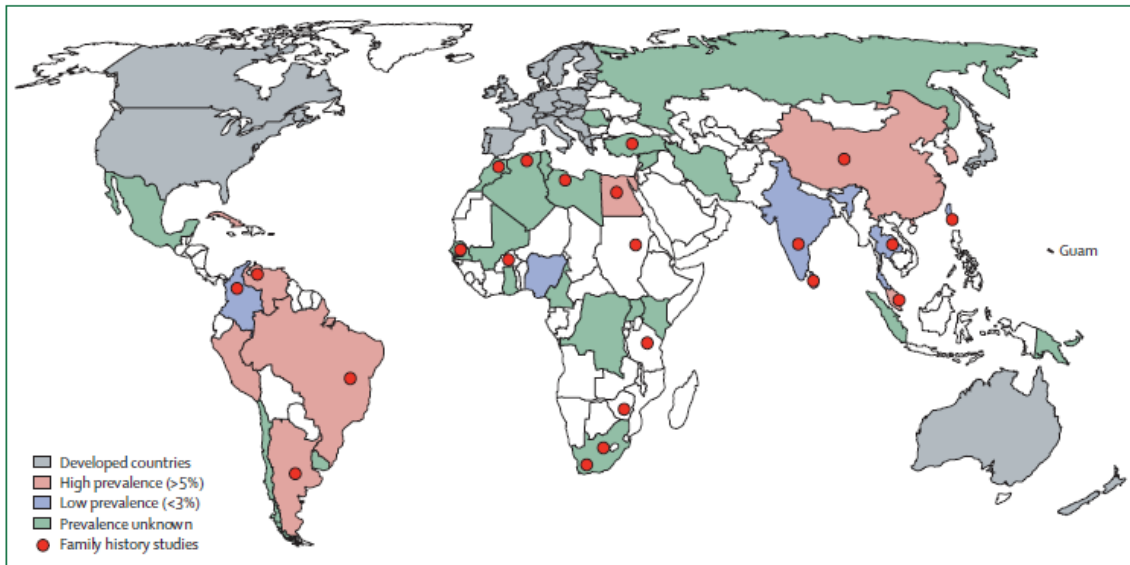 Guam
Developed countries
High prevalence (>5%)
Low prevalence (<3%)
Prevalence unknown
Family history studies